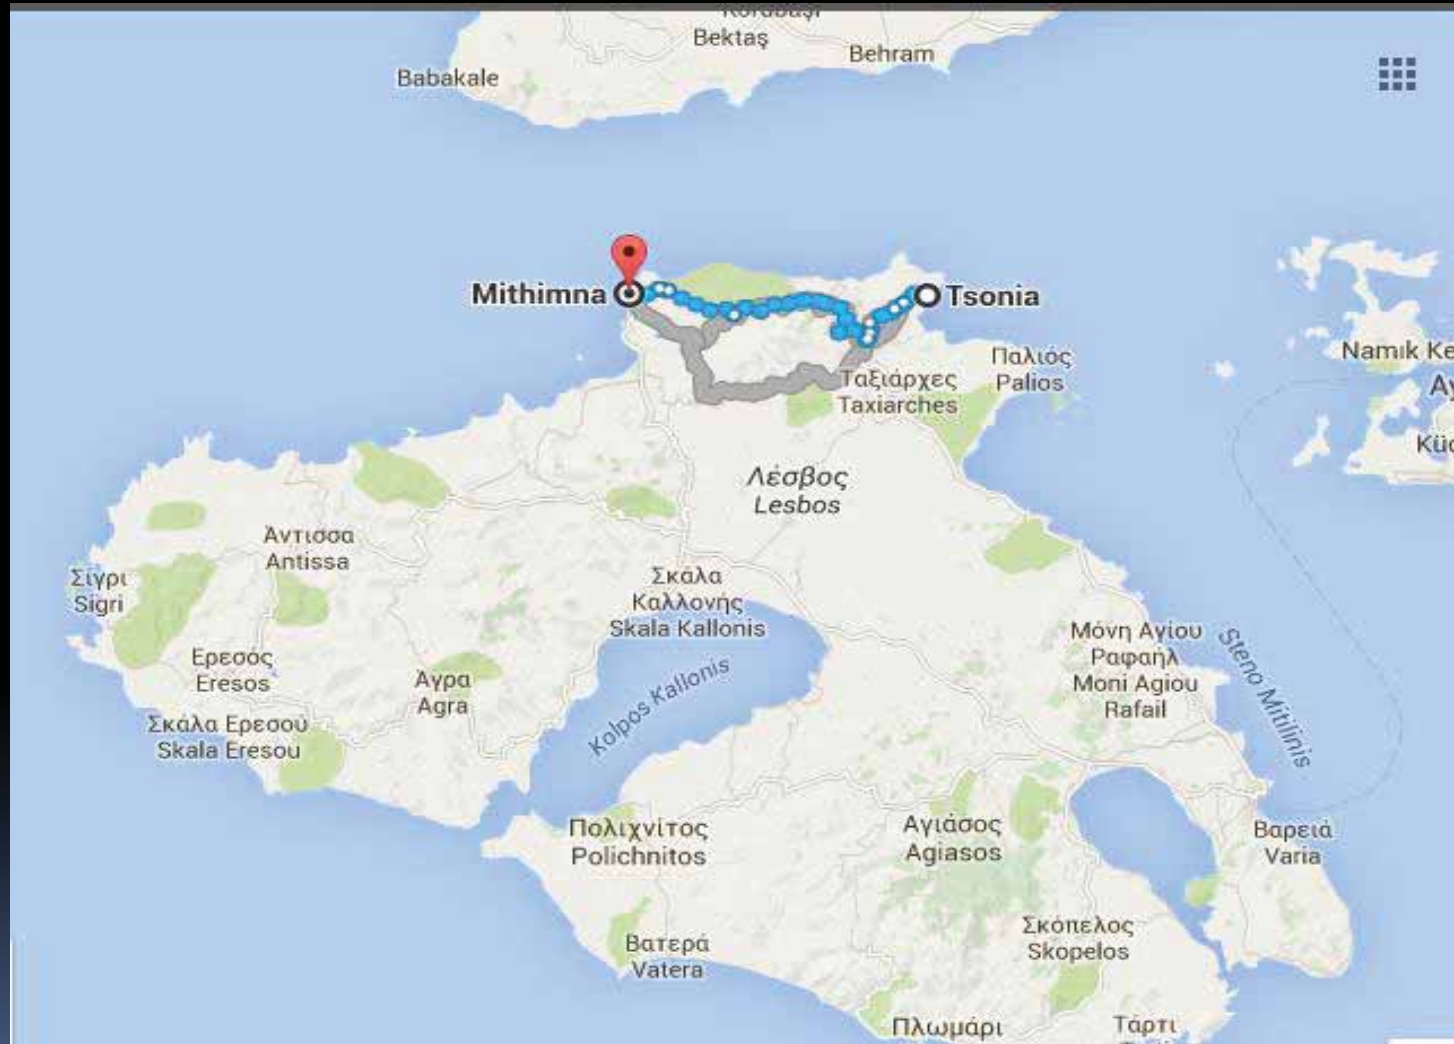 Bektaş
Behram
Babakale
Mithimna
Tsonia
Παλιός
Palios
Namık Ke
Ταξιάρχες
Taxiarches
Λέσβος
Lesbos
Άντισσα
Antissa
Σίγρι
Sigri
Σκάλα
Καλλονής
Skala Kallonis
Ερεσός
Eresos
Άγρα
Agra
Kolpos Kallonis
Μόνη Αγίου
Ραφαήλ
Moni Agiou
Rafail
Steno Mitilinis
Σκάλα Ερεσού
Skala Eresou
Πολιχνίτος
Polichnitos
Αγιάσος
Agiasos
Βαρειά
Varia
Σκόπελος
Skopelos
Βατερά
Vatera
Πλωμάρι
Τάρτι